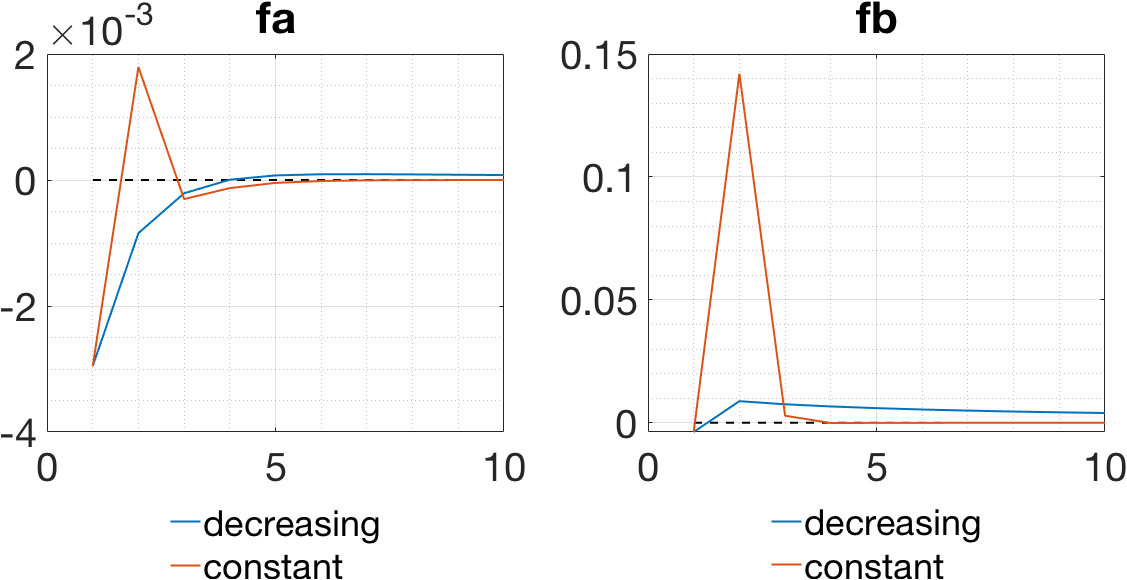 fa
×10⁻³
2
0
-2
-4
0 5 10
decreasing
constant
fb
0.15
0.1
0.05
0
0 5 10
decreasing
constant